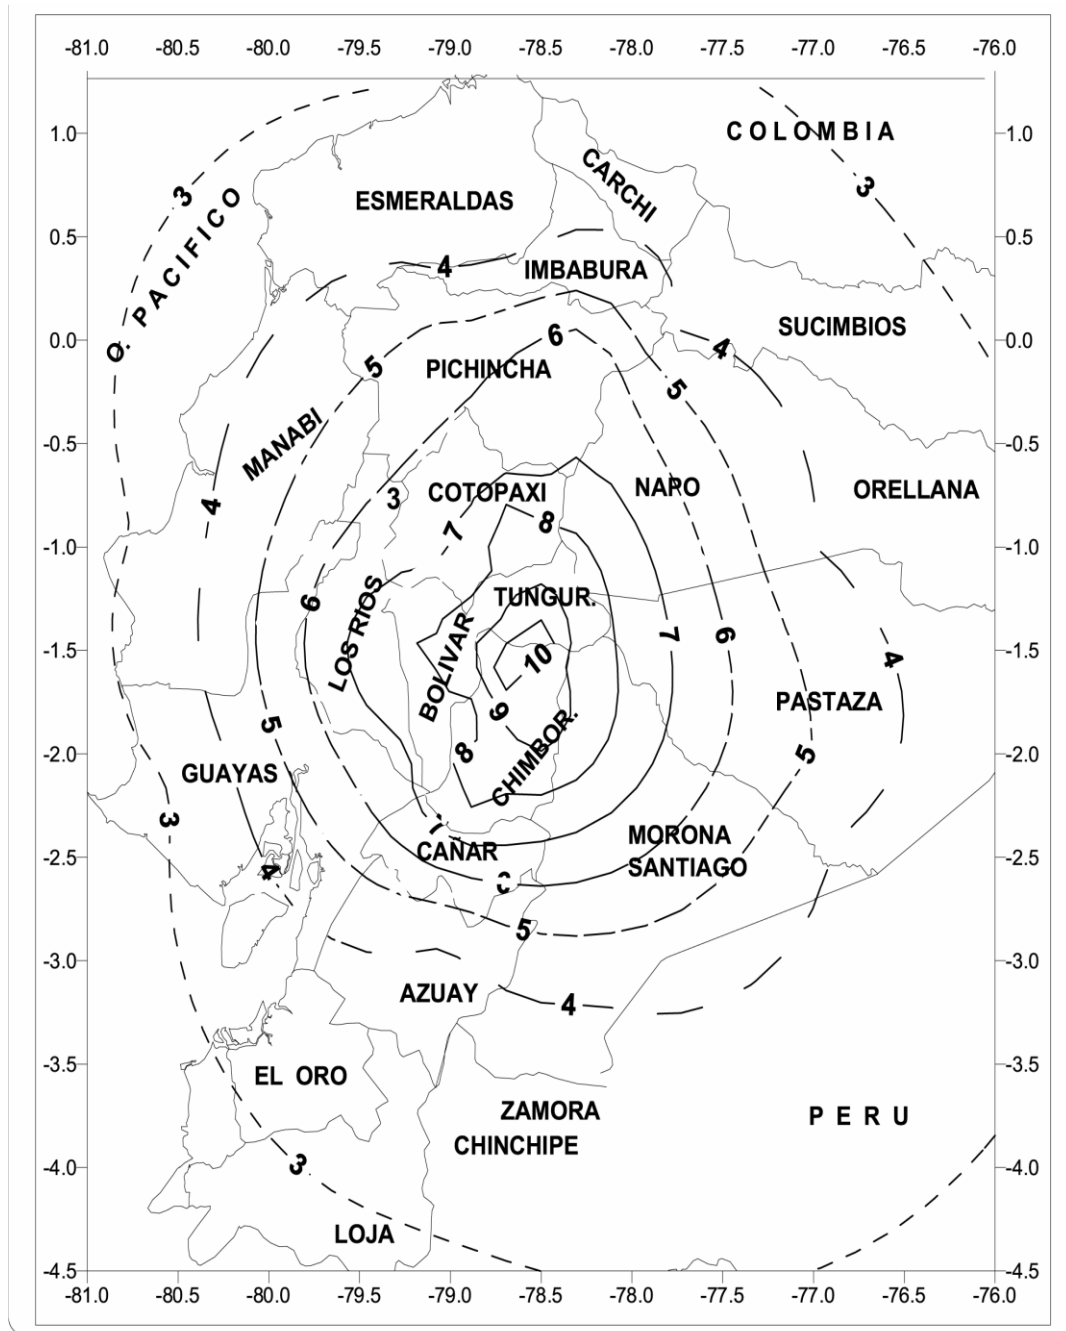 -81.0 -80.5 -80.0 -79.5 -79.0 -78.5 -78.0 -77.5 -77.0 -76.5 -76.0
1.0 COLOMBIA 1.0
CARCHI
3 3
ESMERALDAS
O. PACIFICO
0.5 0.5
4 IMBABURA
0.0 6 SUCIMBIOS 0.0
4
5 PICHINCHA
5
MANABI
-0.5 -0.5
4 3 COTOPAXI NAPO ORELLANA
7 8
-1.0 -1.0
6 LOS RIOS TUNGUR.
BOLIVAR 7 6
-1.5 10 4 -1.5
9 PASTAZA
5 CHIMBOR.
-2.0 8 5 -2.0
GUAYAS
3 7 MORONA
CAÑAR SANTIAGO
-2.5 4 -2.5
5
-3.0 -3.0
AZUAY 4
-3.5 -3.5
EL ORO
ZAMORA PERU
CHINCHIPE
-4.0 3 -4.0
LOJA
-4.5 -4.5
-81.0 -80.5 -80.0 -79.5 -79.0 -78.5 -78.0 -77.5 -77.0 -76.5 -76.0